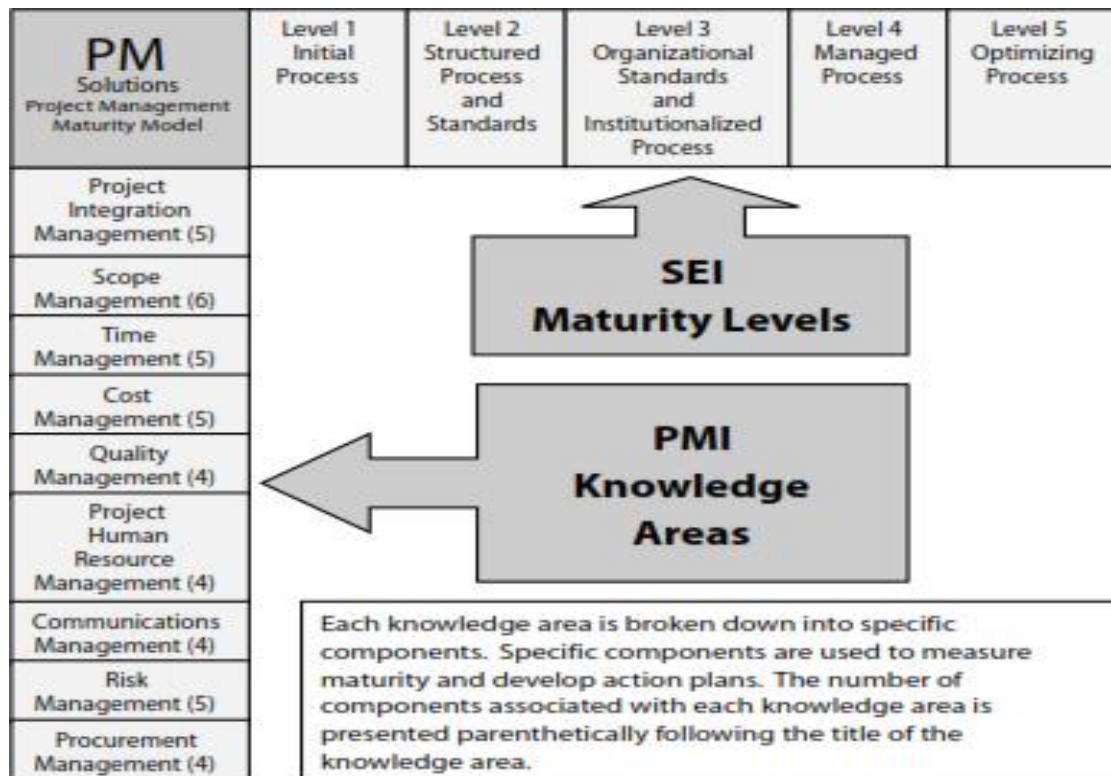 PM
Solutions
Project Management
Maturity Model
Level 1
Initial
Process
Level 2
Structured
Process
and
Standards
Level 3
Organizational
Standards
and
Institutionalized
Process
Level 4
Managed
Process
Level 5
Optimizing
Process
Project
Integration
Management (5)
Scope
Management (6)
Time
Management (5)
Cost
Management (5)
Quality
Management (4)
Project
Human
Resource
Management (4)
Communications
Management (4)
Risk
Management (5)
Procurement
Management (4)
SEI
Maturity Levels
PMI
Knowledge
Areas
Each knowledge area is broken down into specific
components. Specific components are used to measure
maturity and develop action plans. The number of
components associated with each knowledge area is
presented parenthetically following the title of the
knowledge area.